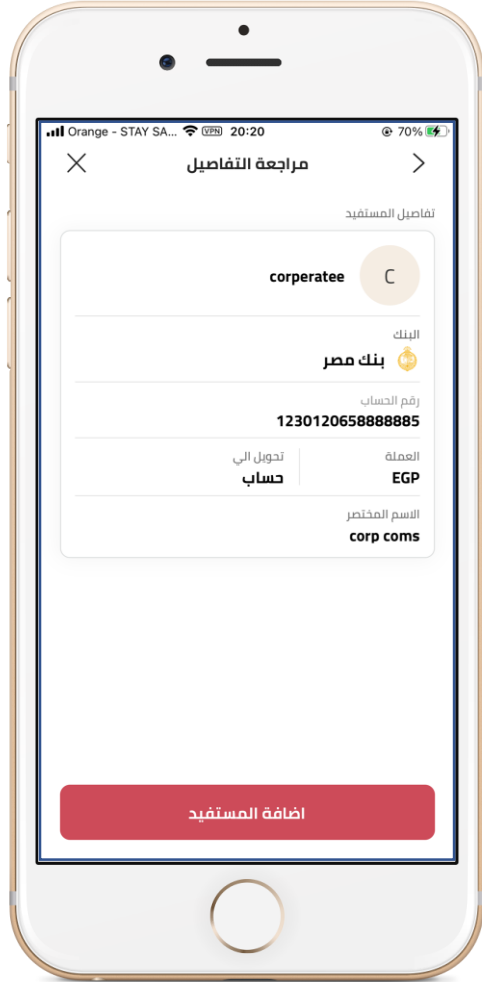 Orange - STAY SA... VPN 20:20 70%
مراجعة التفاصيل
تفاصيل المستفيد
C corperatee
البنك
بنك مصر
رقم الحساب
1230120658888885
العملة تحويل الي
EGP حساب
الاسم المختصر
corp coms
اضافة المستفيد